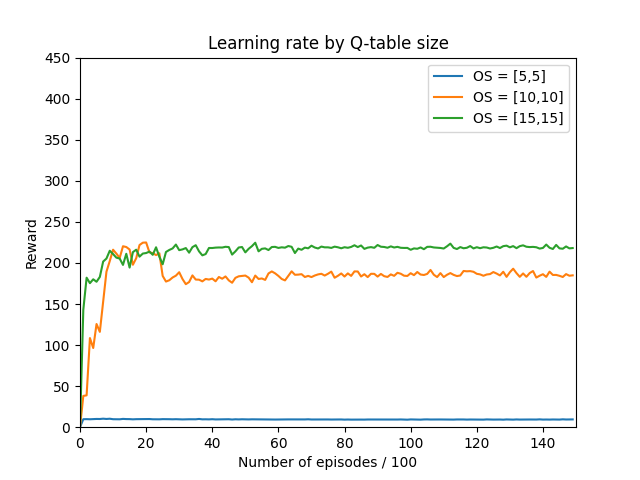 Learning rate by Q-table size
OS = [5,5]
OS = [10,10]
OS = [15,15]
Reward
450
400
350
300
250
200
150
100
50
0
0 20 40 60 80 100 120 140
Number of episodes / 100